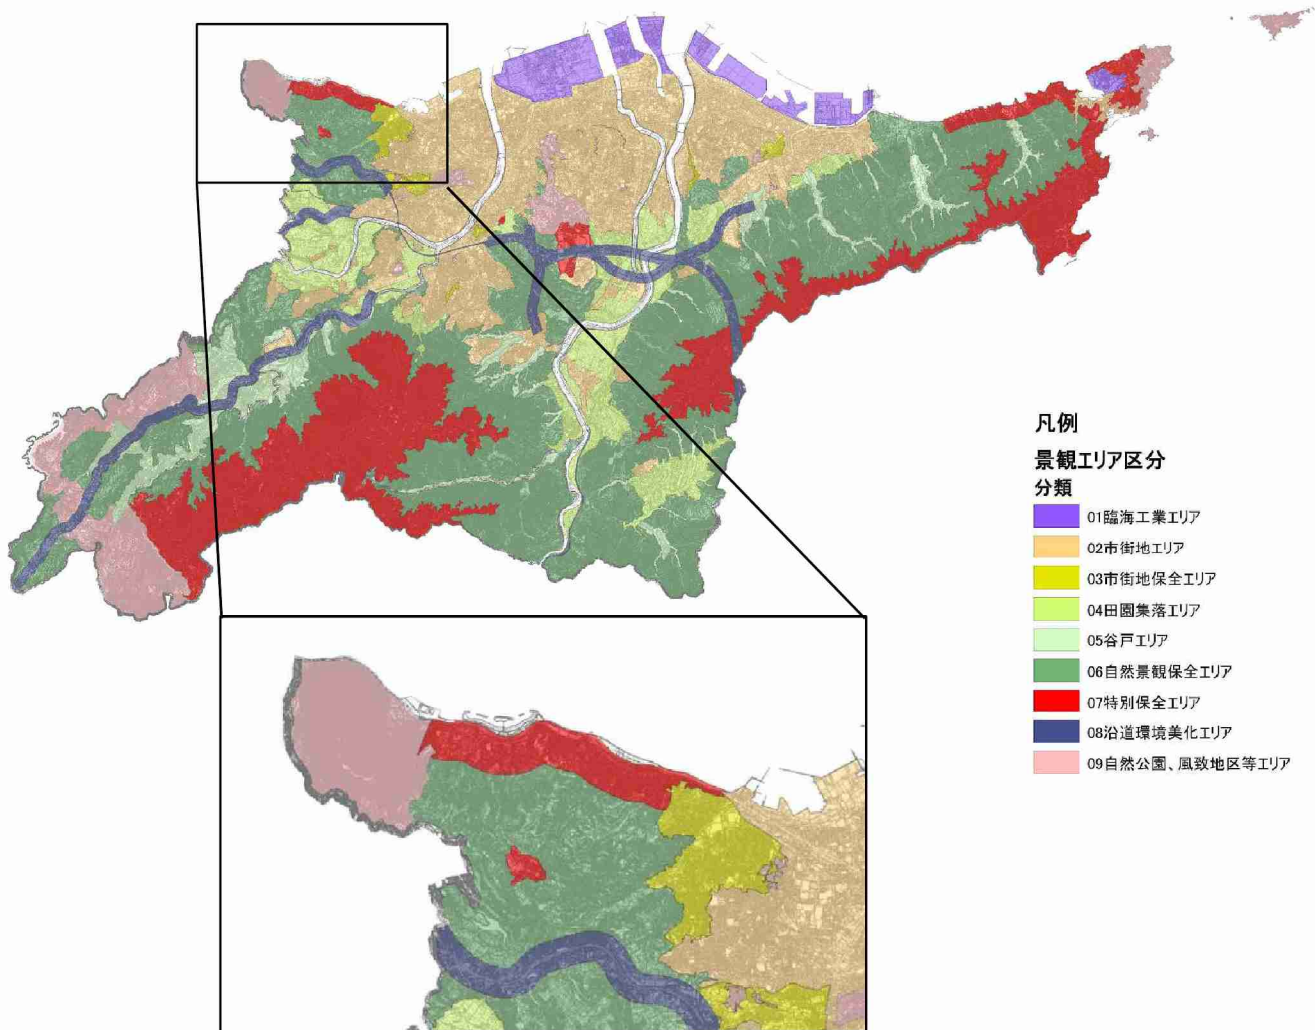 凡例
景観エリア区分
分類
01臨海工業エリア
02市街地エリア
03市街地保全エリア
04田園集落エリア
05谷戸エリア
06自然景観保全エリア
07特別保全エリア
08沿道環境美化エリア
09自然公園、風致地区等エリア